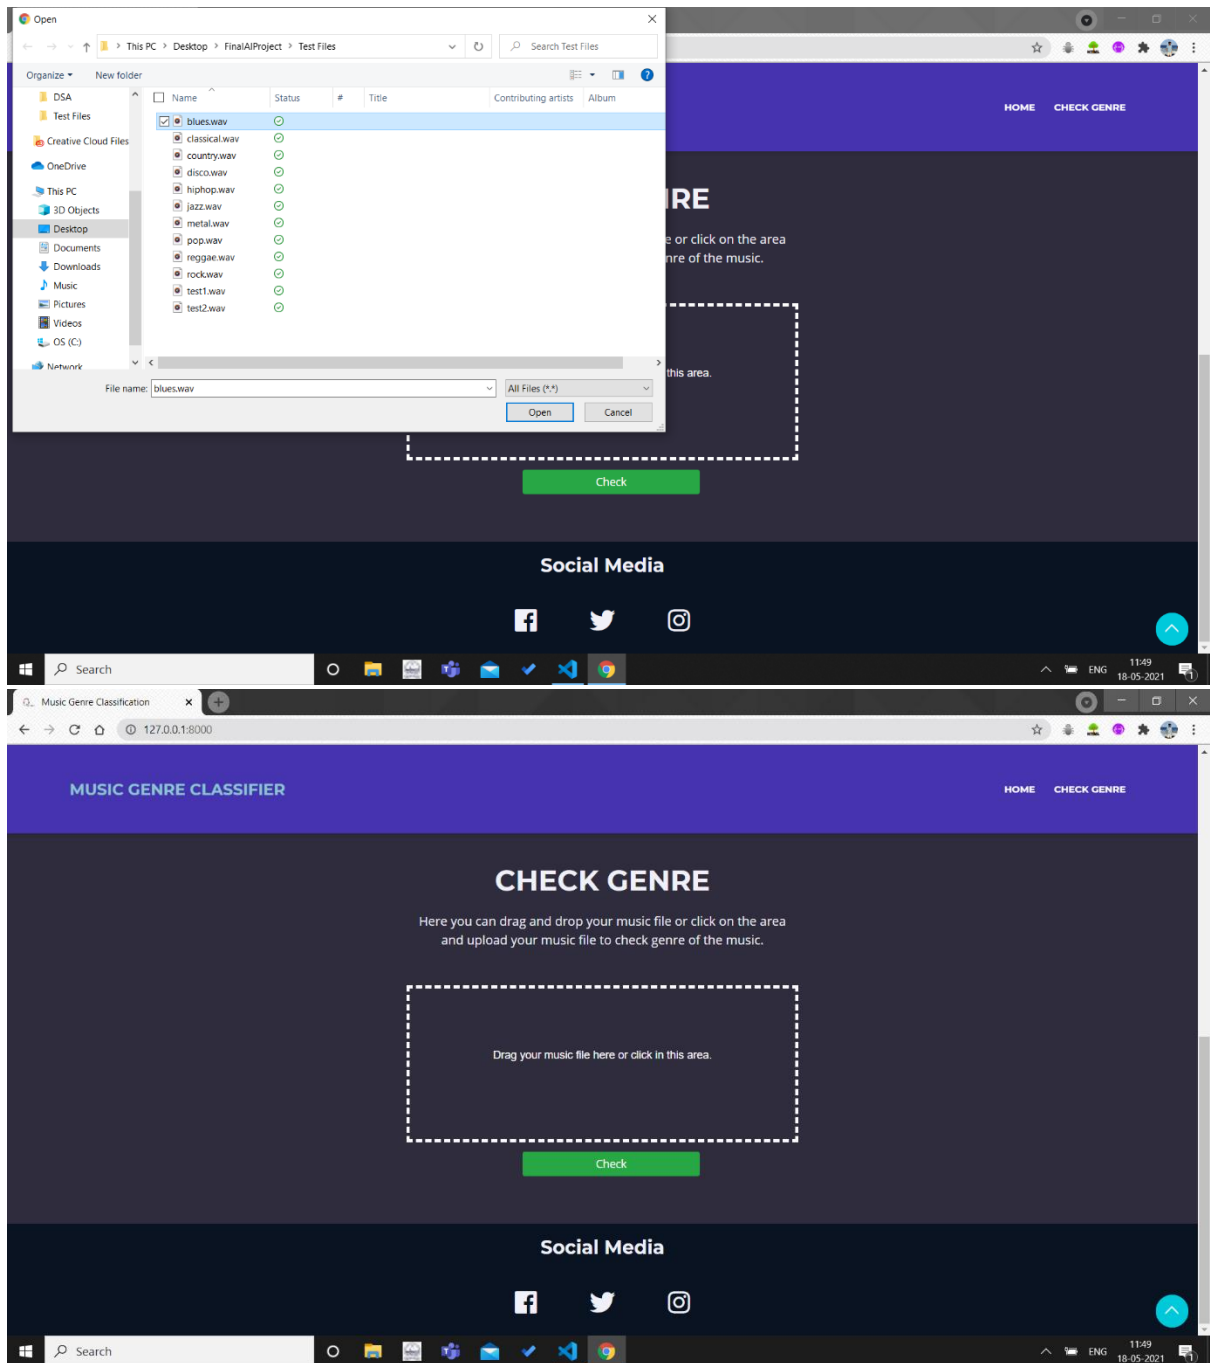 Open
This PC > Desktop > FinalAIProject > Test Files
Search Test Files
Organize
New folder
DSA
Test Files
Creative Cloud Files
OneDrive
This PC
3D Objects
Desktop
Documents
Downloads
Music
Pictures
Videos
OS (C:)
Network
Name Status # Title Contributing artists Album
blues.wav
classical.wav
country.wav
disco.wav
hiphop.wav
jazz.wav
metal.wav
pop.wav
reggae.wav
rock.wav
test1.wav
test2.wav
File name: blues.wav
All Files (*.*)
Open Cancel
HOME CHECK GENRE
IRE
e or click on the area
nre of the music.
this area.
Check
Social Media
Search
ENG
11:49
18-05-2021
1
Music Genre Classification
127.0.0.1:8000
MUSIC GENRE CLASSIFIER
HOME CHECK GENRE
CHECK GENRE
Here you can drag and drop your music file or click on the area
and upload your music file to check genre of the music.
Drag your music file here or click in this area.
Check
Social Media
Search
ENG
11:49
18-05-2021
1